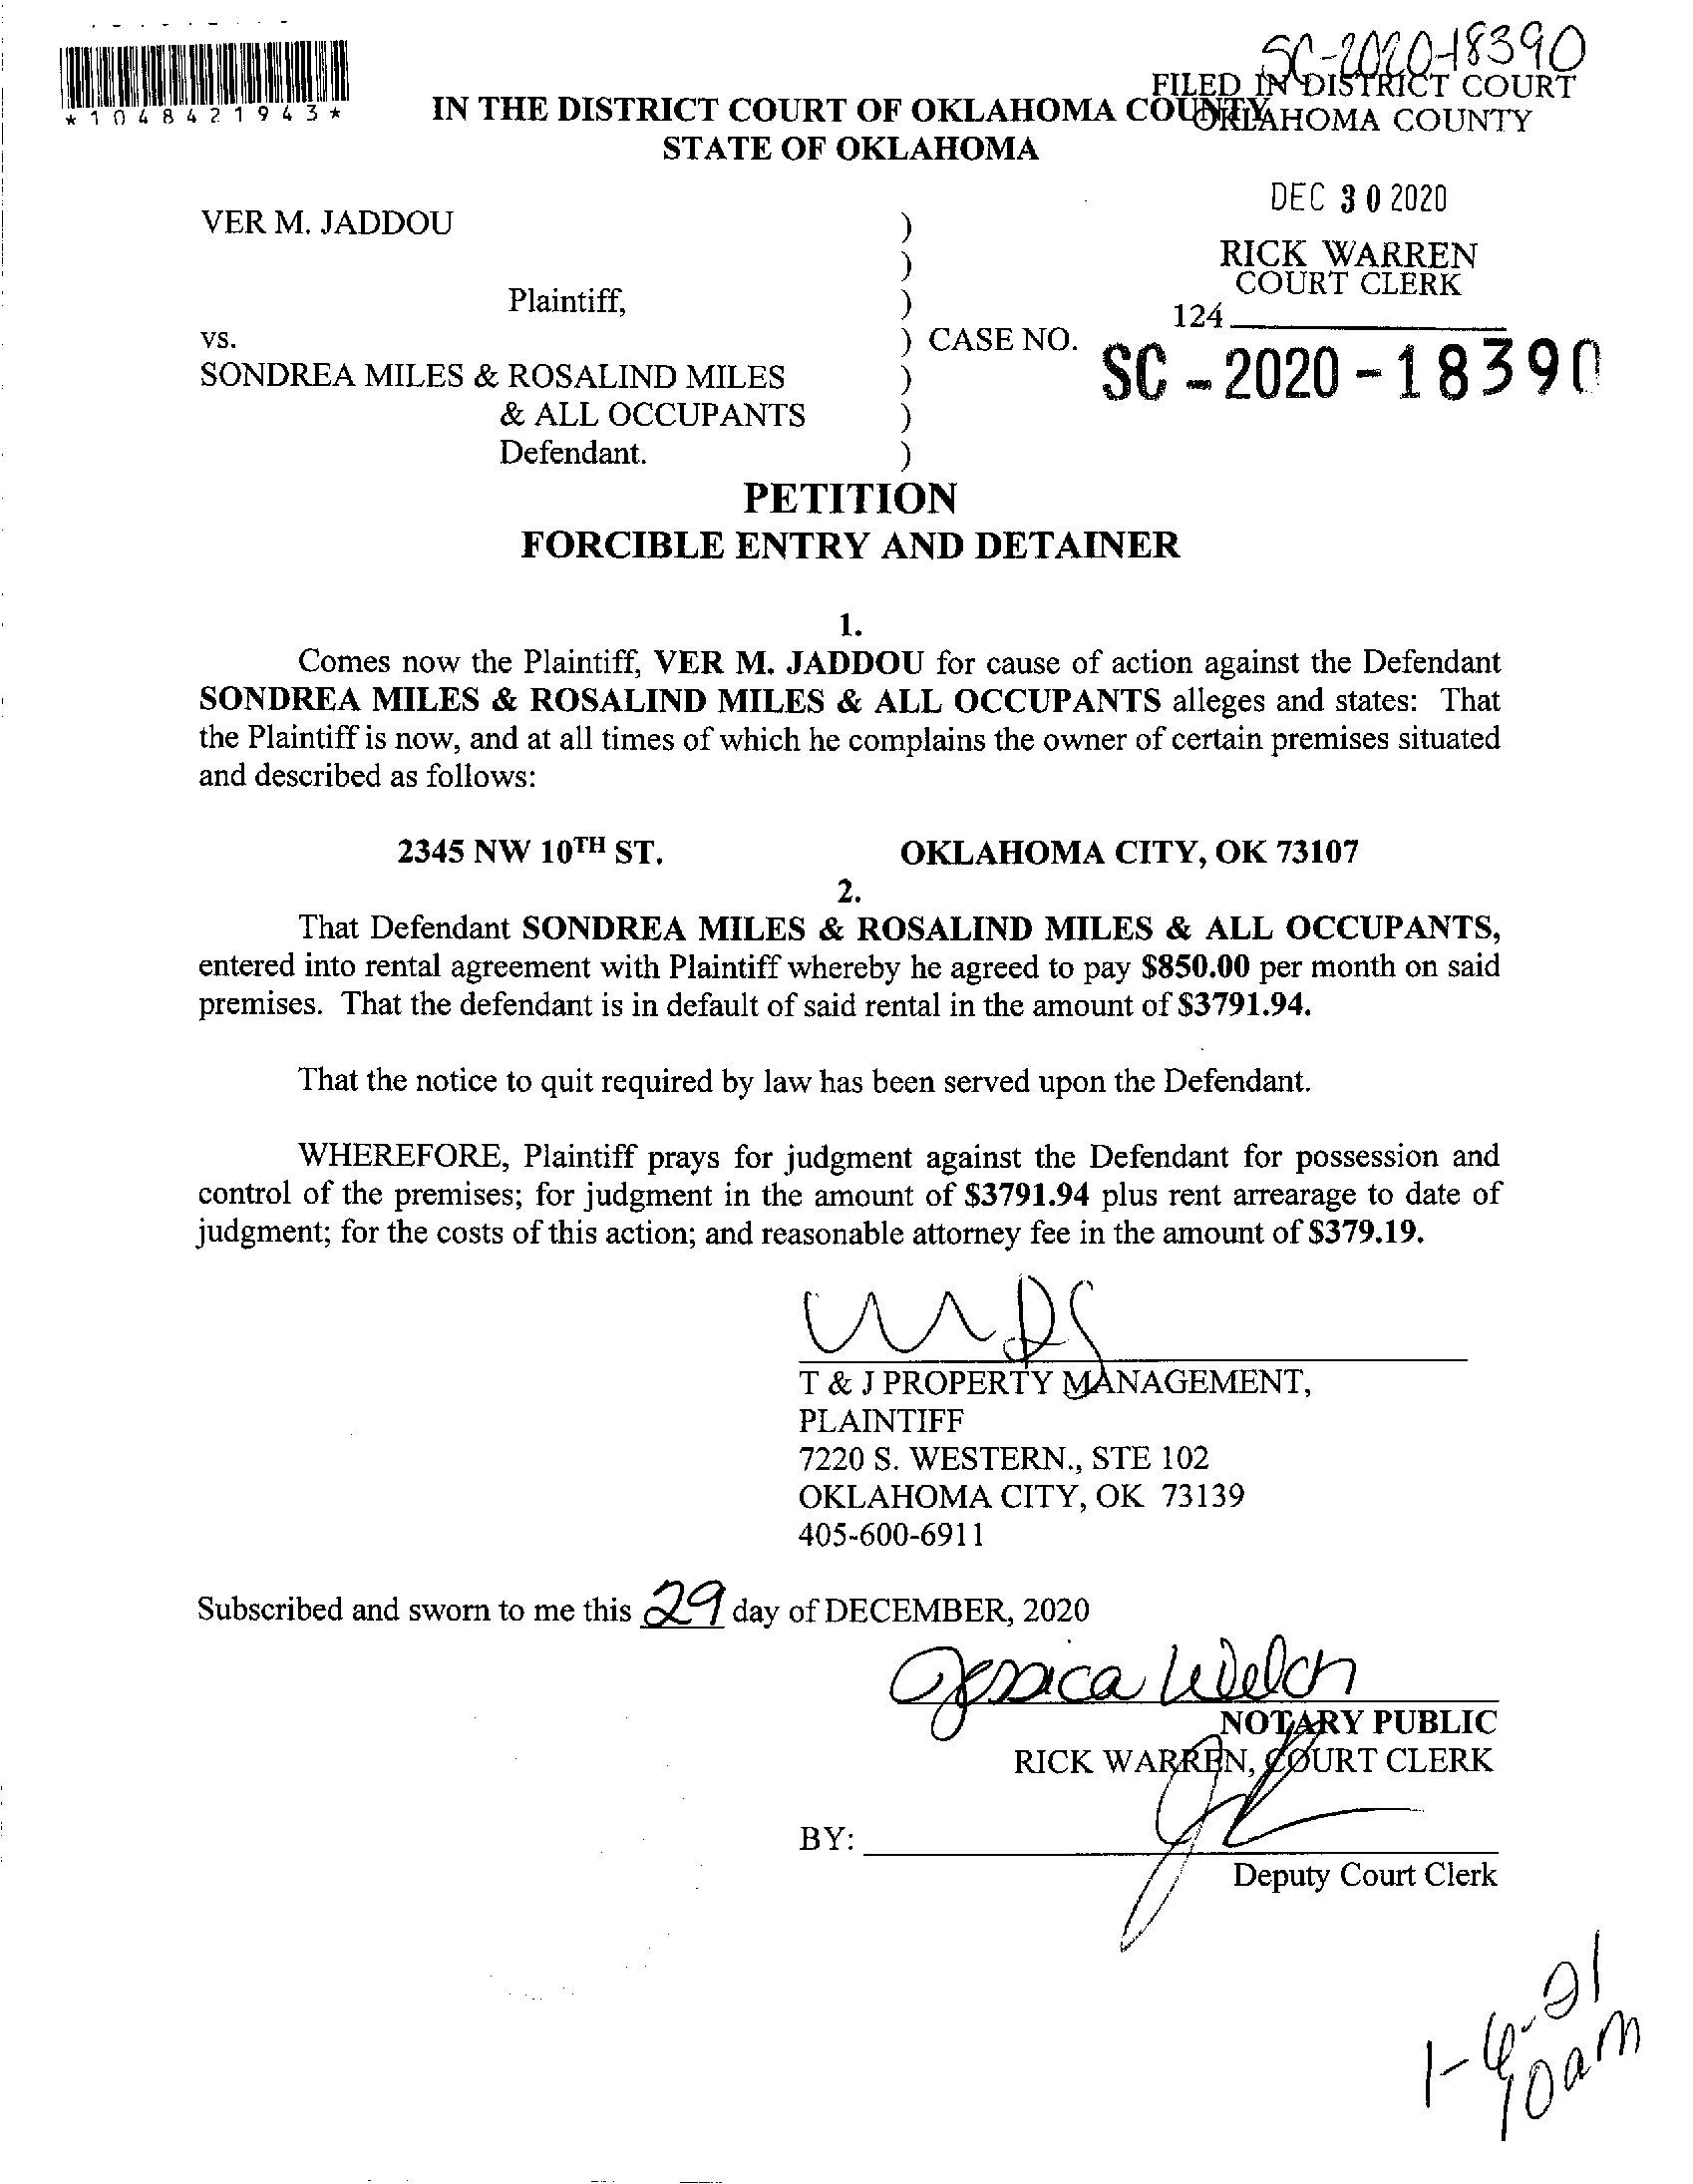 SC-2020-18390
FILED IN DISTRICT COURT
OKLAHOMA COUNTY
*1048421943*
IN THE DISTRICT COURT OF OKLAHOMA COUNTY
STATE OF OKLAHOMA
DEC 30 2020
VER M. JADDOU )
)
RICK WARREN
COURT CLERK
Plaintiff, )
124
vs. ) CASE NO.
SC-2020-18390
SONDREA MILES & ROSALIND MILES )
& ALL OCCUPANTS )
Defendant. )
PETITION
FORCIBLE ENTRY AND DETAINER
1.
Comes now the Plaintiff, VER M. JADDOU for cause of action against the Defendant
SONDREA MILES & ROSALIND MILES & ALL OCCUPANTS alleges and states: That
the Plaintiff is now, and at all times of which he complains the owner of certain premises situated
and described as follows:
2345 NW 10TH ST. OKLAHOMA CITY, OK 73107
2.
That Defendant SONDREA MILES & ROSALIND MILES & ALL OCCUPANTS,
entered into rental agreement with Plaintiff whereby he agreed to pay $850.00 per month on said
premises. That the defendant is in default of said rental in the amount of $3791.94.
That the notice to quit required by law has been served upon the Defendant.
WHEREFORE, Plaintiff prays for judgment against the Defendant for possession and
control of the premises; for judgment in the amount of $3791.94 plus rent arrearage to date of
judgment; for the costs of this action; and reasonable attorney fee in the amount of $379.19.
T & J PROPERTY MANAGEMENT,
PLAINTIFF
7220 S. WESTERN., STE 102
OKLAHOMA CITY, OK 73139
405-600-6911
Subscribed and sworn to me this 29 day of DECEMBER, 2020
Jessica Welch
NOTARY PUBLIC
RICK WARREN, COURT CLERK
BY:
Deputy Court Clerk
1-6-21
10am